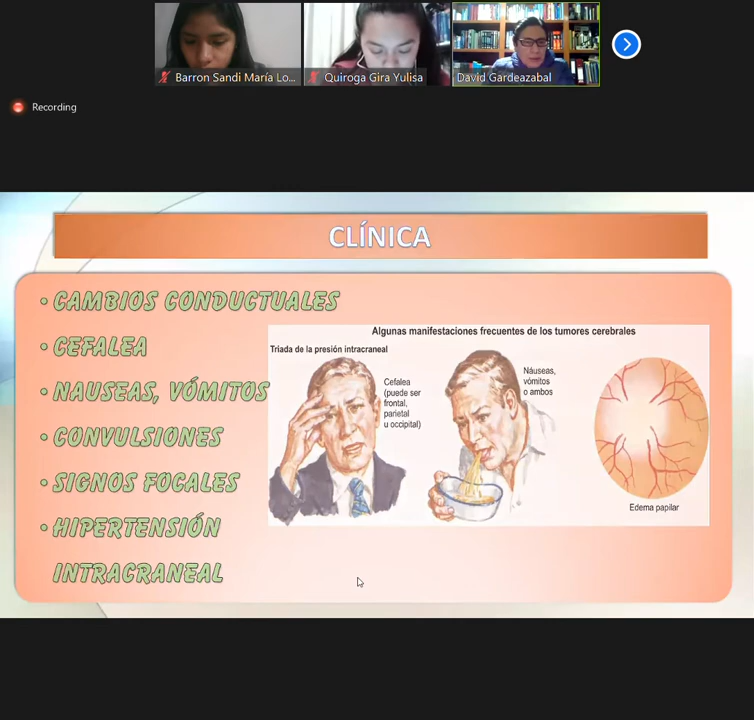 Barron Sandi María Lo...
Quiroga Gira Yulisa
David Gardeazabal
Recording
CLÍNICA
• CAMBIOS CONDUCTUALES
• CEFALEA
• NAUSEAS, VÓMITOS
• CONVULSIONES
• SIGNOS FOCALES
• HIPERTENSIÓN
INTRACRANEAL
Algunas manifestaciones frecuentes de los tumores cerebrales
Triada de la presión intracraneal
Cefalea
(puede ser
frontal,
parietal
u occipital)
Náuseas,
vómitos
o ambos
Edema papilar